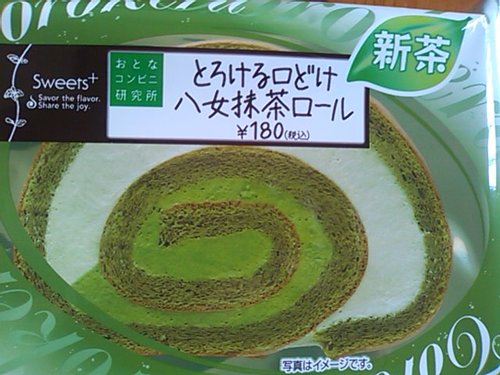 新茶
おとな
コンビニ
研究所
とろける口どけ
八女抹茶ロール
¥180(税込)
Sweets+
Savor the flavor.
Share the joy.
写真はイメージです。